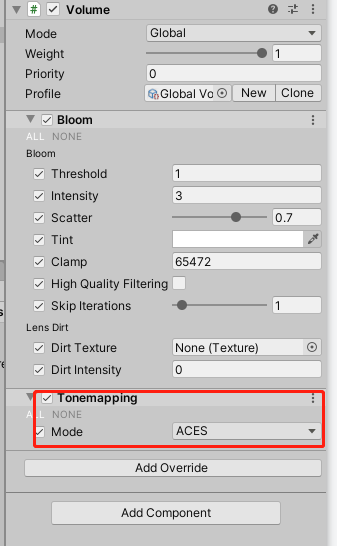 # Volume
Mode Global
Weight 1
Priority 0
Profile Global Vo New Clone
Bloom
ALL NONE
Bloom
Threshold 1
Intensity 3
Scatter 0.7
Tint
Clamp 65472
High Quality Filtering
Skip Iterations 1
Lens Dirt
Dirt Texture None (Texture)
Dirt Intensity 0
Tonemapping
ALL NONE
Mode ACES
Add Override
Add Component